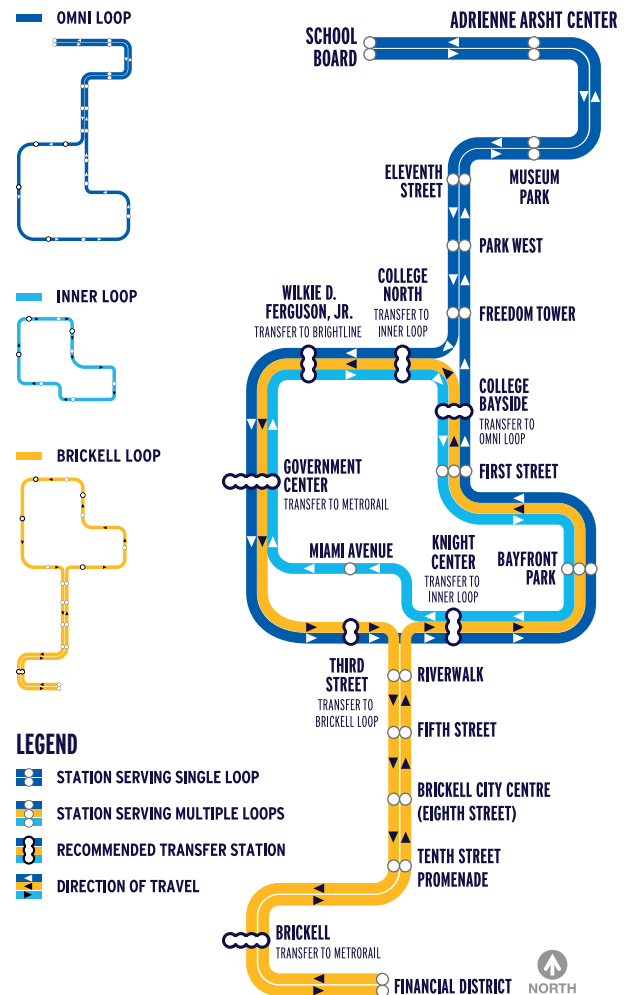 OMNI LOOP
INNER LOOP
BRICKELL LOOP
ADRIENNE ARSHT CENTER
SCHOOL
BOARD
MUSEUM
PARK
ELEVENTH
STREET
PARK WEST
FREEDOM TOWER
COLLEGE
NORTH
TRANSFER TO
INNER LOOP
WILKIE D.
FERGUSON, JR.
TRANSFER TO BRIGHTLINE
COLLEGE
BAYSIDE
TRANSFER TO
OMNI LOOP
FIRST STREET
GOVERNMENT
CENTER
TRANSFER TO METRORAIL
MIAMI AVENUE
KNIGHT
CENTER
TRANSFER TO
INNER LOOP
BAYFRONT
PARK
THIRD
STREET
TRANSFER TO
BRICKELL LOOP
RIVERWALK
FIFTH STREET
BRICKELL CITY CENTRE
(EIGHTH STREET)
TENTH STREET
PROMENADE
BRICKELL
TRANSFER TO METRORAIL
FINANCIAL DISTRICT
NORTH
LEGEND
STATION SERVING SINGLE LOOP
STATION SERVING MULTIPLE LOOPS
RECOMMENDED TRANSFER STATION
DIRECTION OF TRAVEL